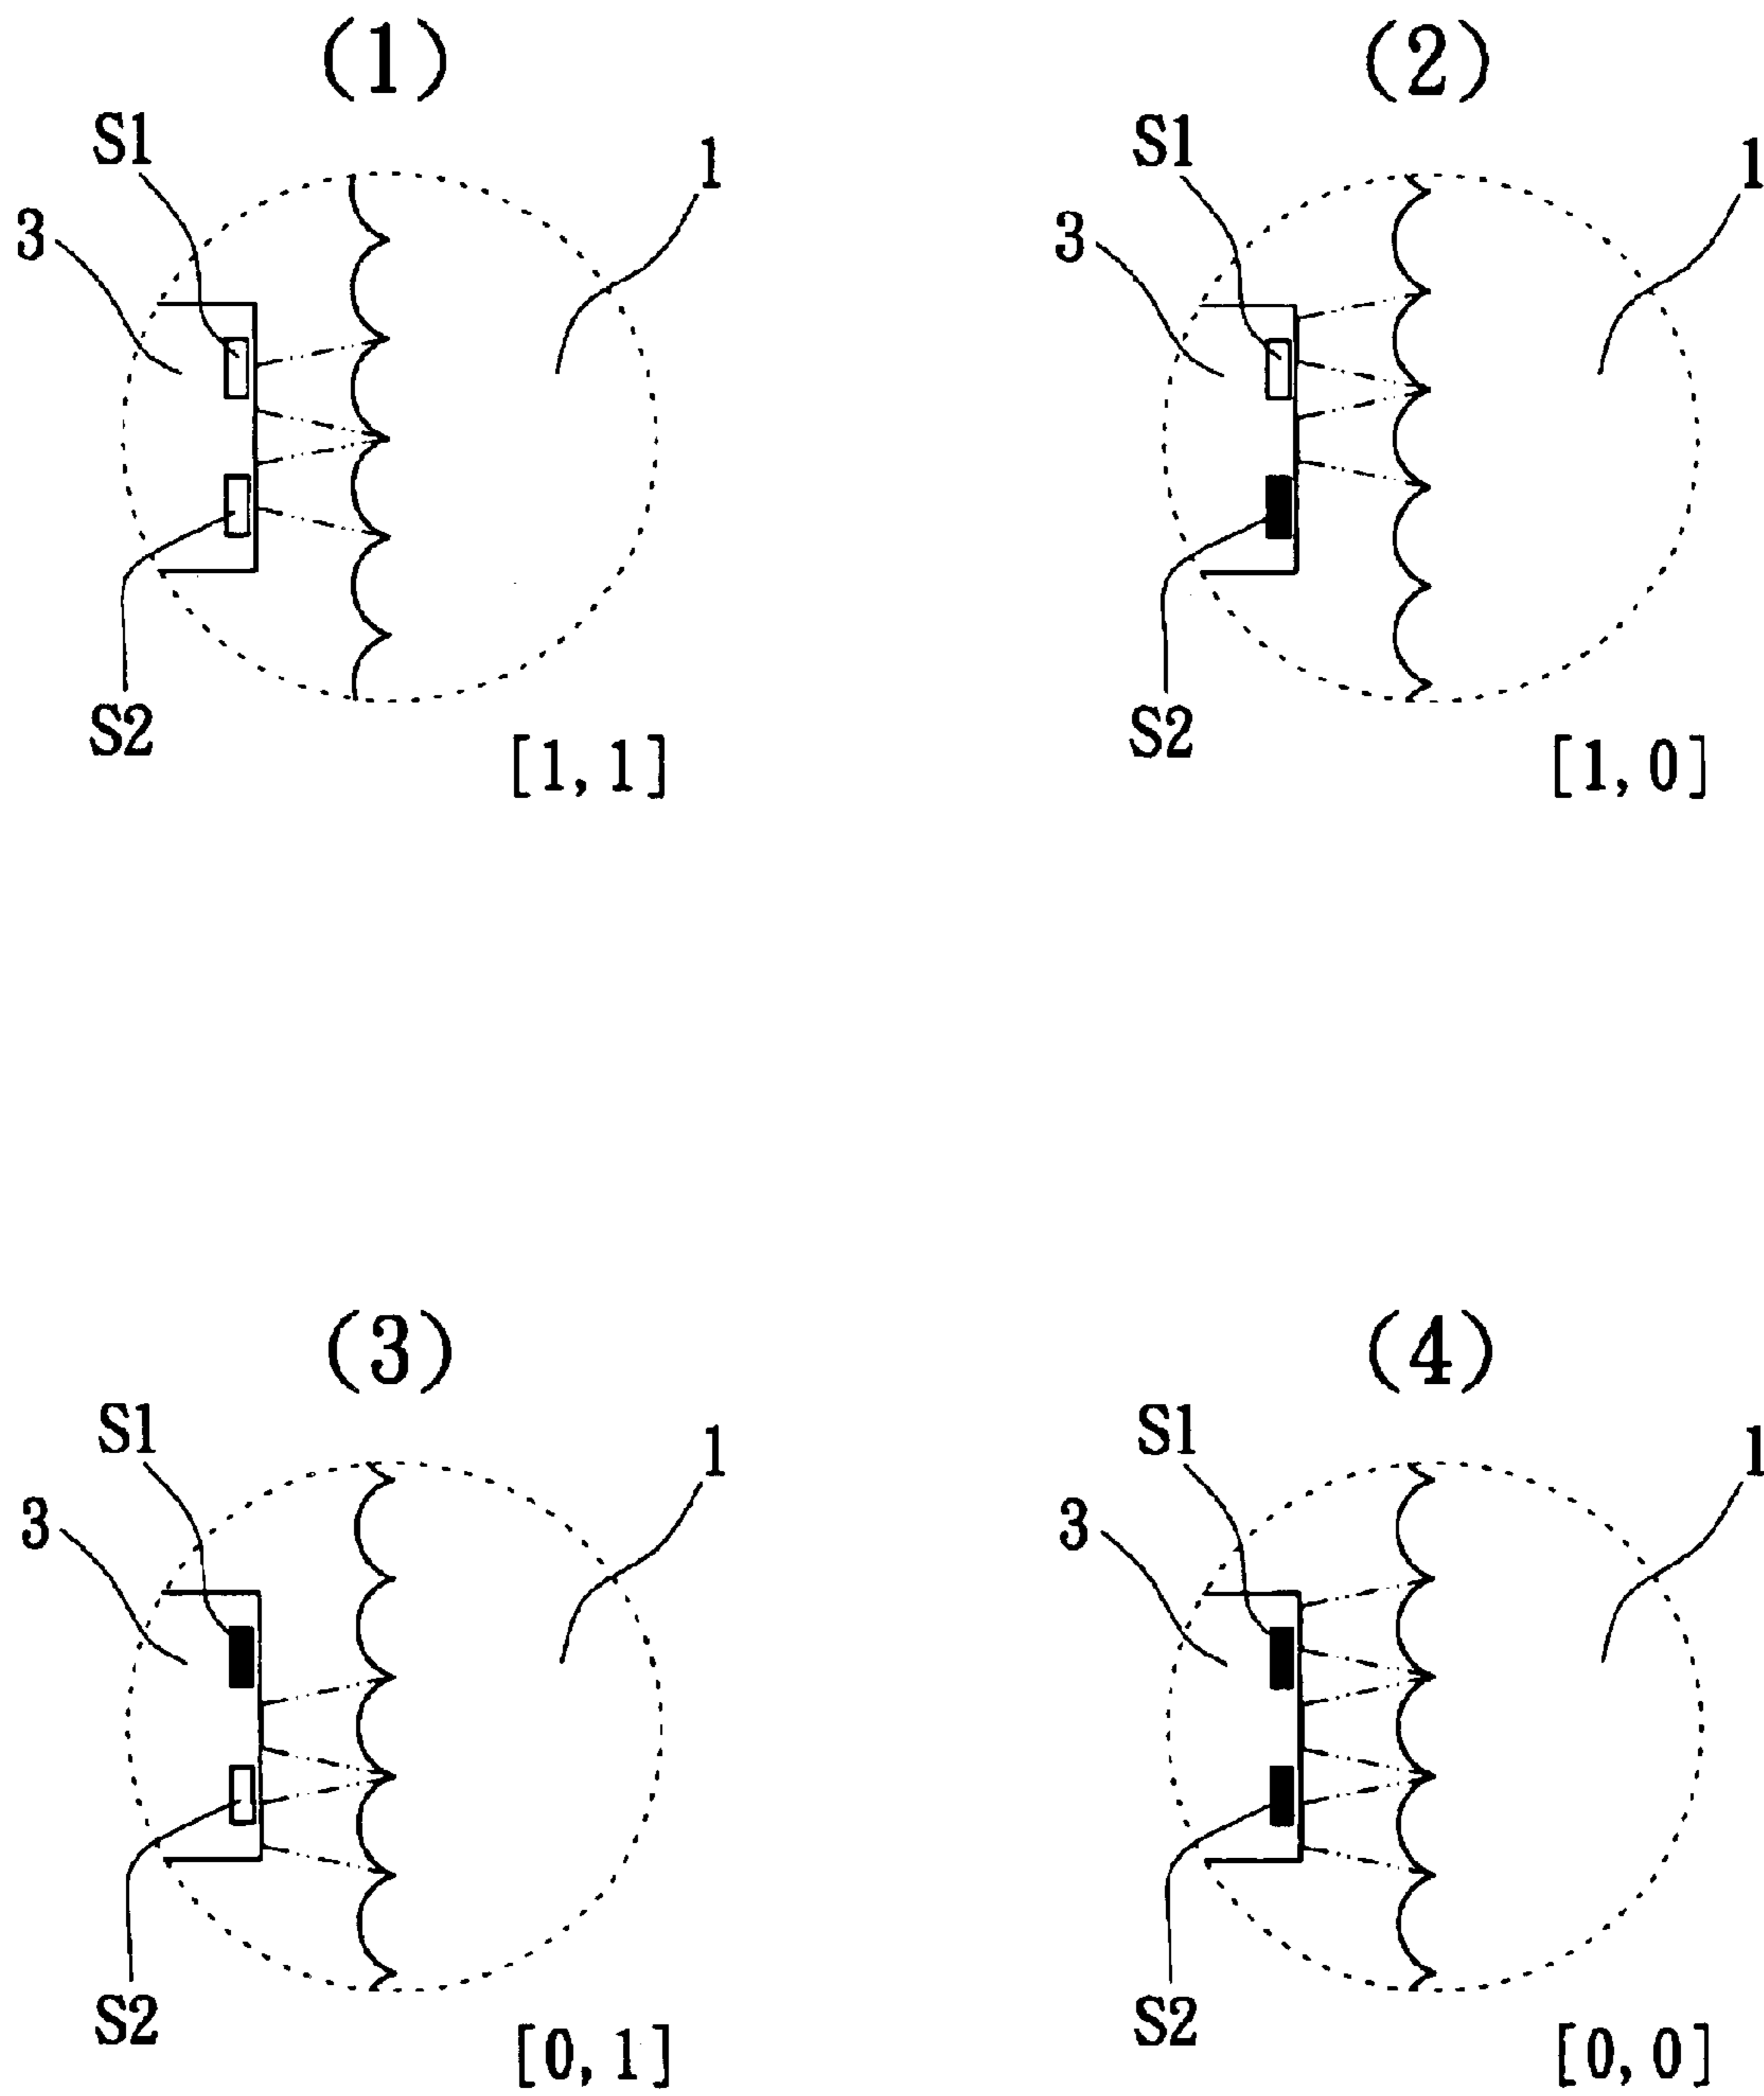 (1)
S1
1
3
S2
[1,1]
(2)
S1
1
3
S2
[1,0]
(3)
S1
1
3
S2
[0,1]
(4)
S1
1
3
S2
[0,0]